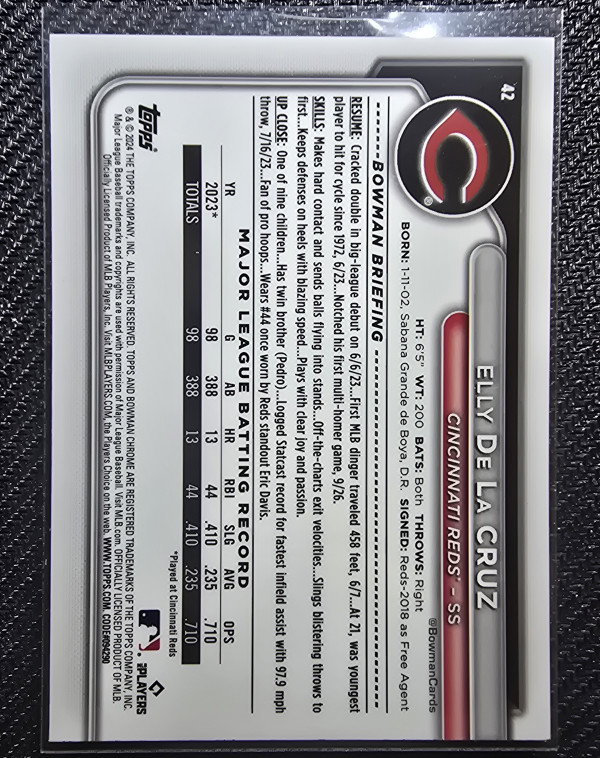 42
ELLY DE LA CRUZ
CINCINNATI REDS® – SS
@BowmanCards
HT: 6'5" WT: 200 BATS: Both THROWS: Right
BORN: 1-11-02, Sabana Grande de Boya, D.R. SIGNED: Reds-2018 as Free Agent
BOWMAN BRIEFING
RESUME: Cracked double in big-league debut on 6/6/23...First MLB dinger traveled 458 feet, 6/7...At 21, was youngest
player to hit for cycle since 1972, 6/23...Notched his first multi-homer game, 9/26.
SKILLS: Makes hard contact and sends balls flying into stands...Off-the-charts exit velocities...Slings blistering throws to
first...Keeps defenses on heels with blazing speed...Plays with clear joy and passion.
UP CLOSE: One of nine children...Has twin brother (Pedro)...Logged Statcast record for fastest infield assist with 97.9 mph
throw, 7/16/23...Fan of pro hoops...Wears #44 once worn by Reds standout Eric Davis.
MAJOR LEAGUE BATTING RECORD
YR G AB HR RBI SLG AVG OPS
2023* 98 388 13 44 .410 .235 .710
TOTALS 98 388 13 44 .410 .235 .710
*Played at Cincinnati Reds
topps®
PLAYERS
® & © 2024 THE TOPPS COMPANY, INC. ALL RIGHTS RESERVED. TOPPS AND BOWMAN CHROME ARE REGISTERED TRADEMARKS OF THE TOPPS COMPANY, INC.
Major League Baseball trademarks and copyrights are used with permission of Major League Baseball. Visit MLB.com. OFFICIALLY LICENSED PRODUCT OF MLB
Officially Licensed Product of MLB Players, Inc. Visit MLBPLAYERS.COM, the Players Choice on the web. WWW.TOPPS.COM. CODE#094290